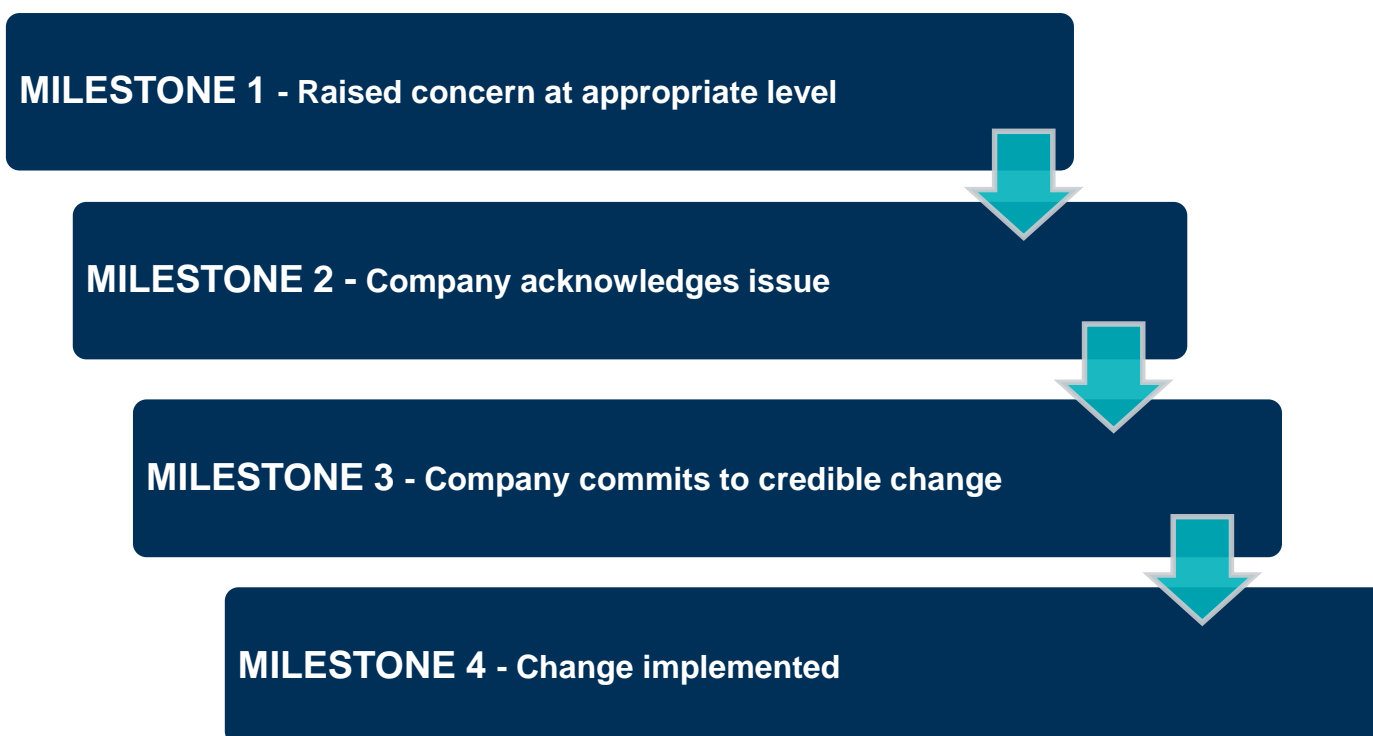 MILESTONE 1 - Raised concern at appropriate level
MILESTONE 2 - Company acknowledges issue
MILESTONE 3 - Company commits to credible change
MILESTONE 4 - Change implemented